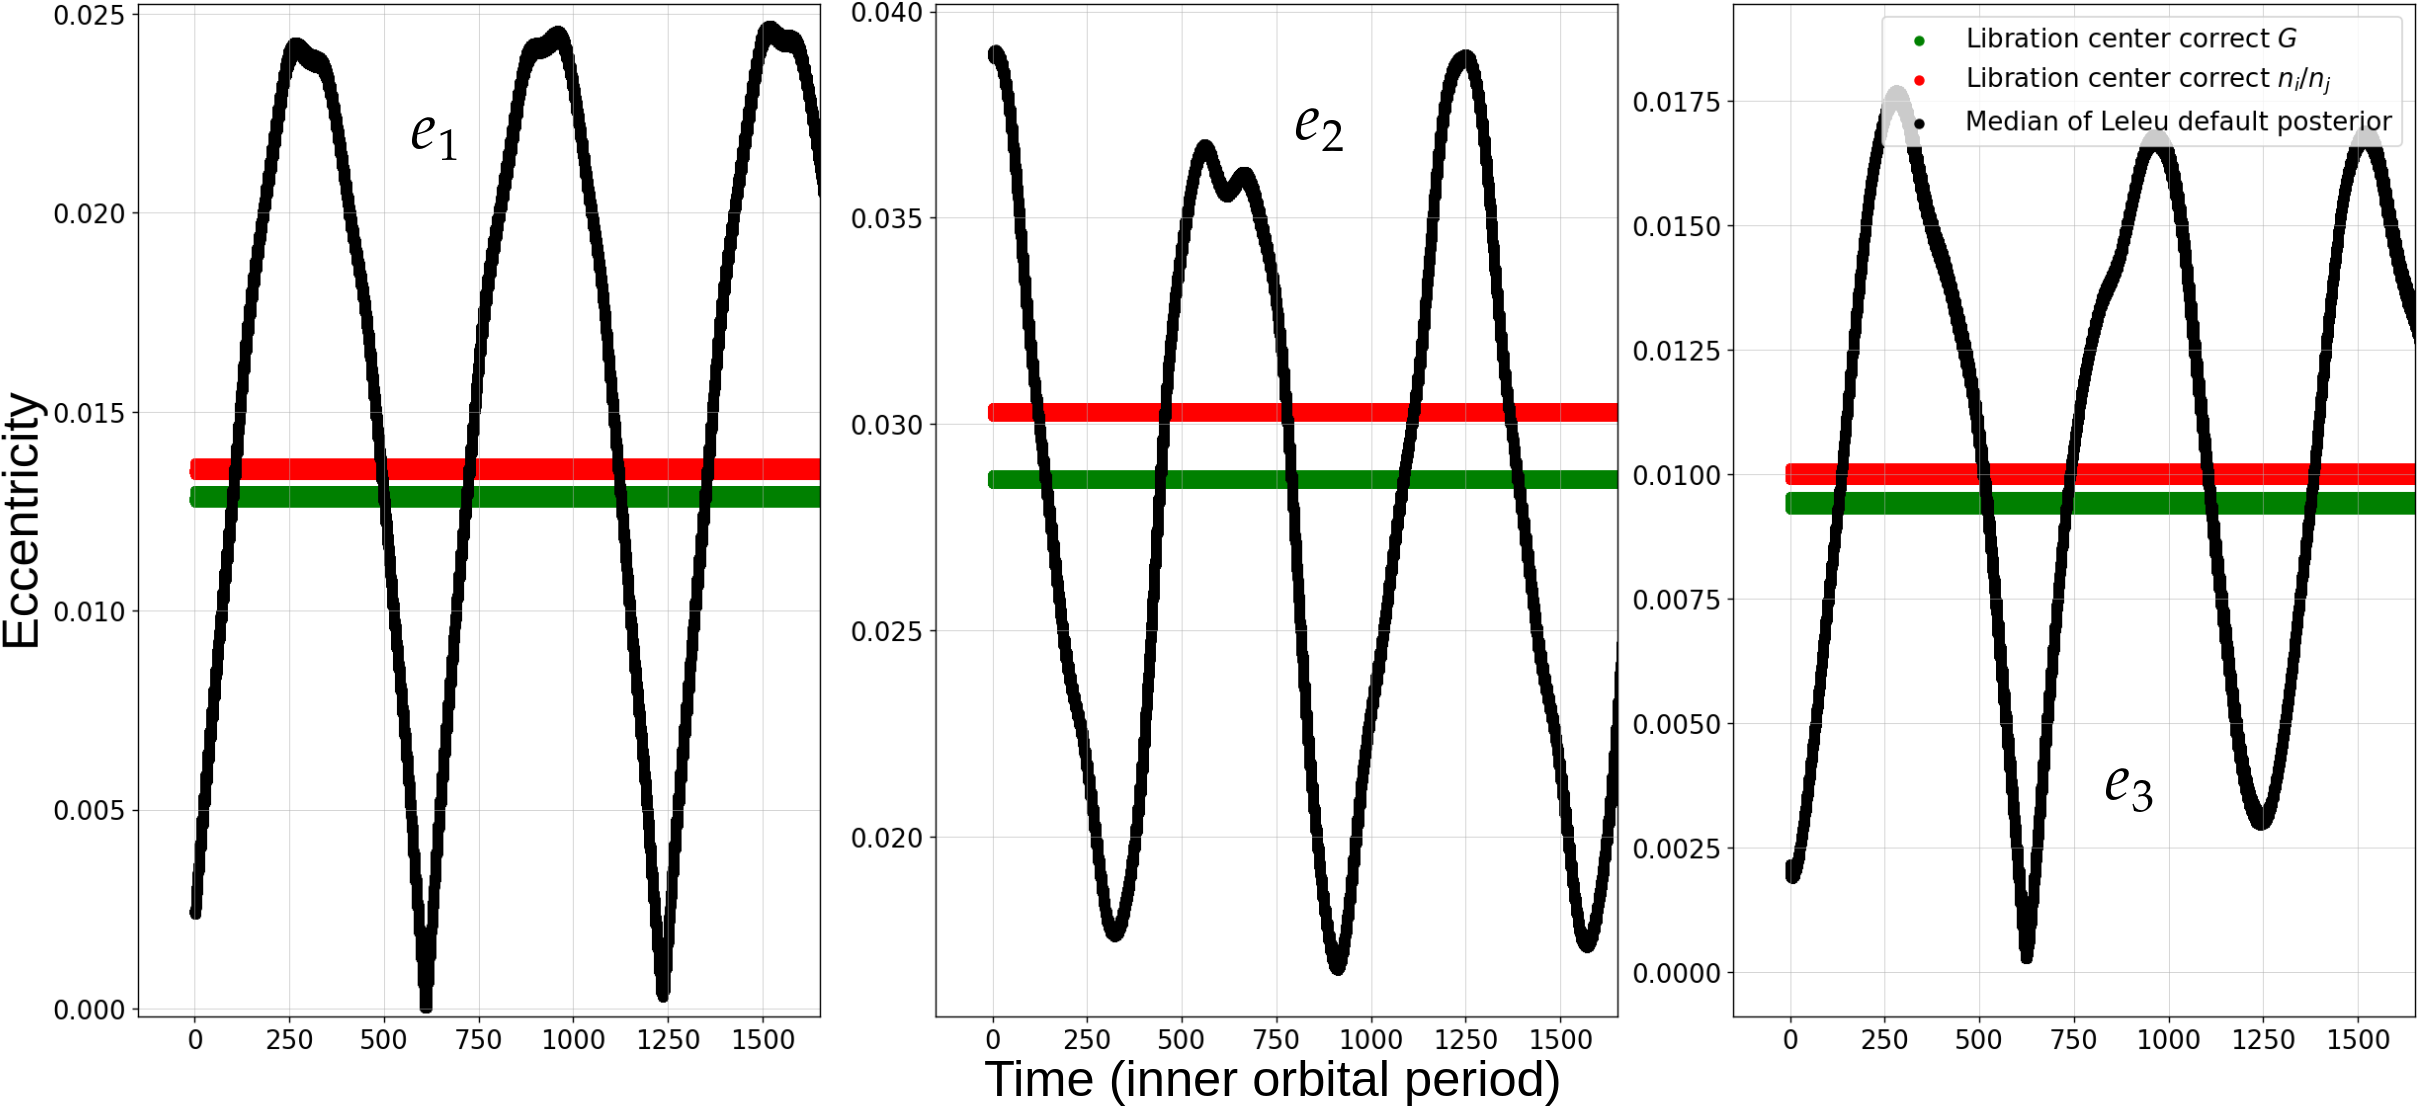 Eccentricity
0.025
0.020
0.015
0.010
0.005
0.000
e1
0 250 500 750 1000 1250 1500
0.040
0.035
0.030
0.025
0.020
e2
0 250 500 750 1000 1250 1500
Time (inner orbital period)
Libration center correct G
Libration center correct ni/nj
Median of Leleu default posterior
0.0175
0.0150
0.0125
0.0100
0.0075
0.0050
0.0025
0.0000
e3
0 250 500 750 1000 1250 1500